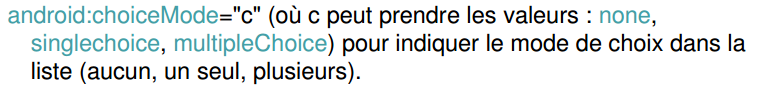 android:choiceMode="c" (où c peut prendre les valeurs : none,
singlechoice, multipleChoice) pour indiquer le mode de choix dans la
liste (aucun, un seul, plusieurs).